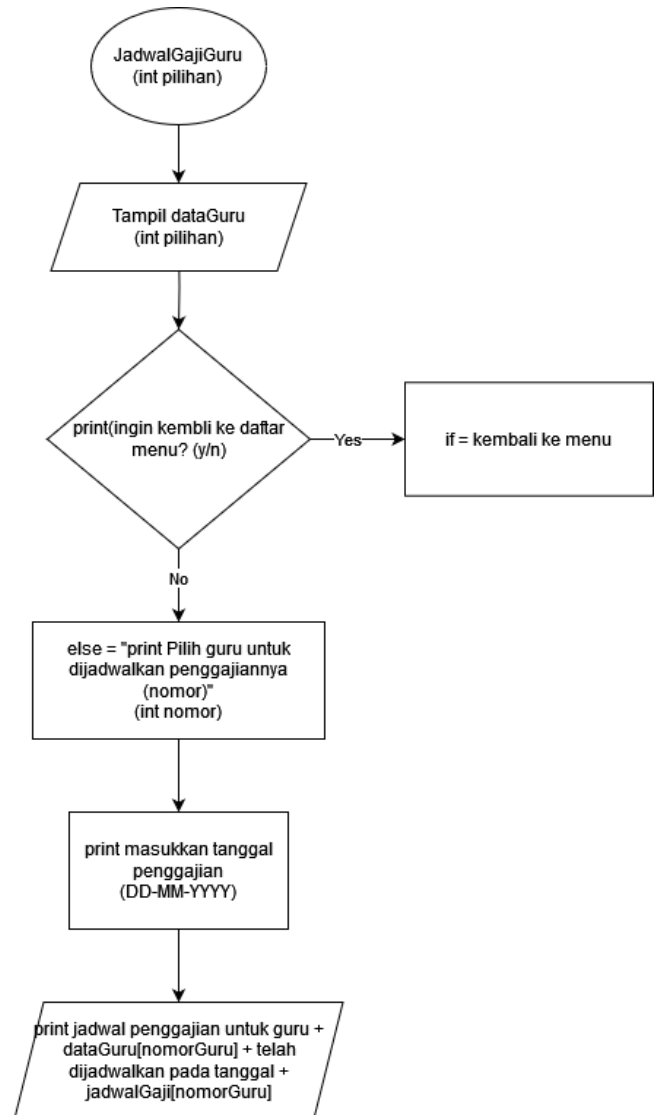 JadwalGajiGuru
(int pilihan)
Tampil dataGuru
(int pilihan)
print(ingin kembli ke daftar
menu? (y/n)
Yes
if = kembali ke menu
No
else = "print Pilih guru untuk
dijadwalkan penggajiannya
(nomor)"
(int nomor)
print masukkan tanggal
penggajian
(DD-MM-YYYY)
print jadwal penggajian untuk guru +
dataGuru[nomorGuru] + telah
dijadwalkan pada tanggal +
jadwalGaji[nomorGuru]